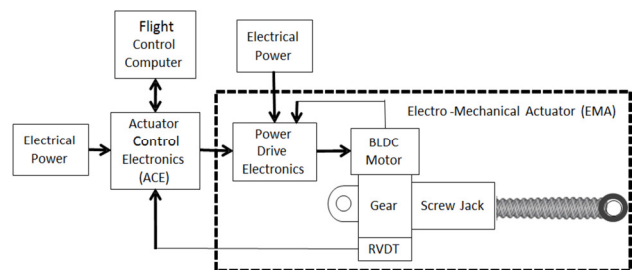 Flight
Control
Computer
Electrical
Power
Electro -Mechanical Actuator (EMA)
Electrical
Power
Actuator
Control
Electronics
(ACE)
Power
Drive
Electronics
BLDC
Motor
Gear
Screw Jack
RVDT